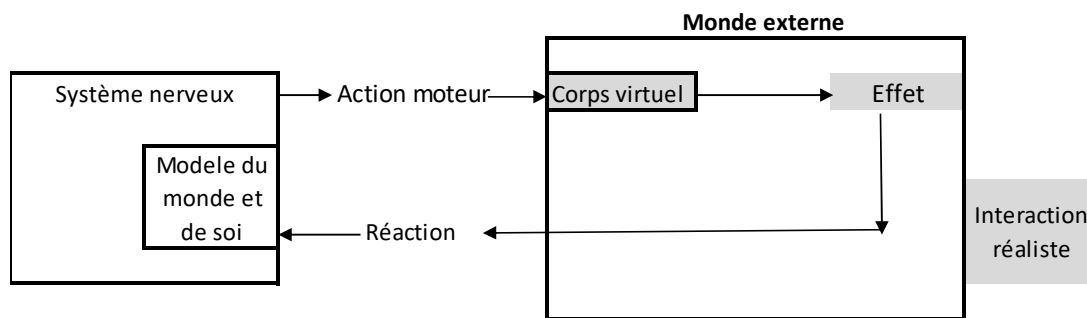 Monde externe
Système nerveux
Action moteur
Corps virtuel
Effet
Modele du
monde et
de soi
Réaction
Interaction
réaliste